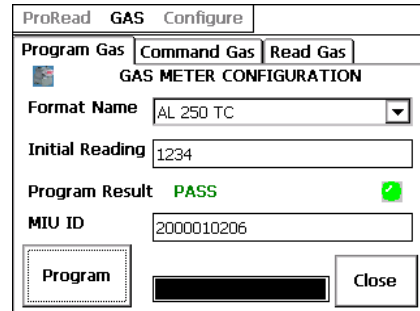 ProRead GAS Configure
Program Gas Command Gas Read Gas
GAS METER CONFIGURATION
Format Name AL 250 TC
Initial Reading 1234
Program Result PASS
MIU ID 2000010206
Program Close